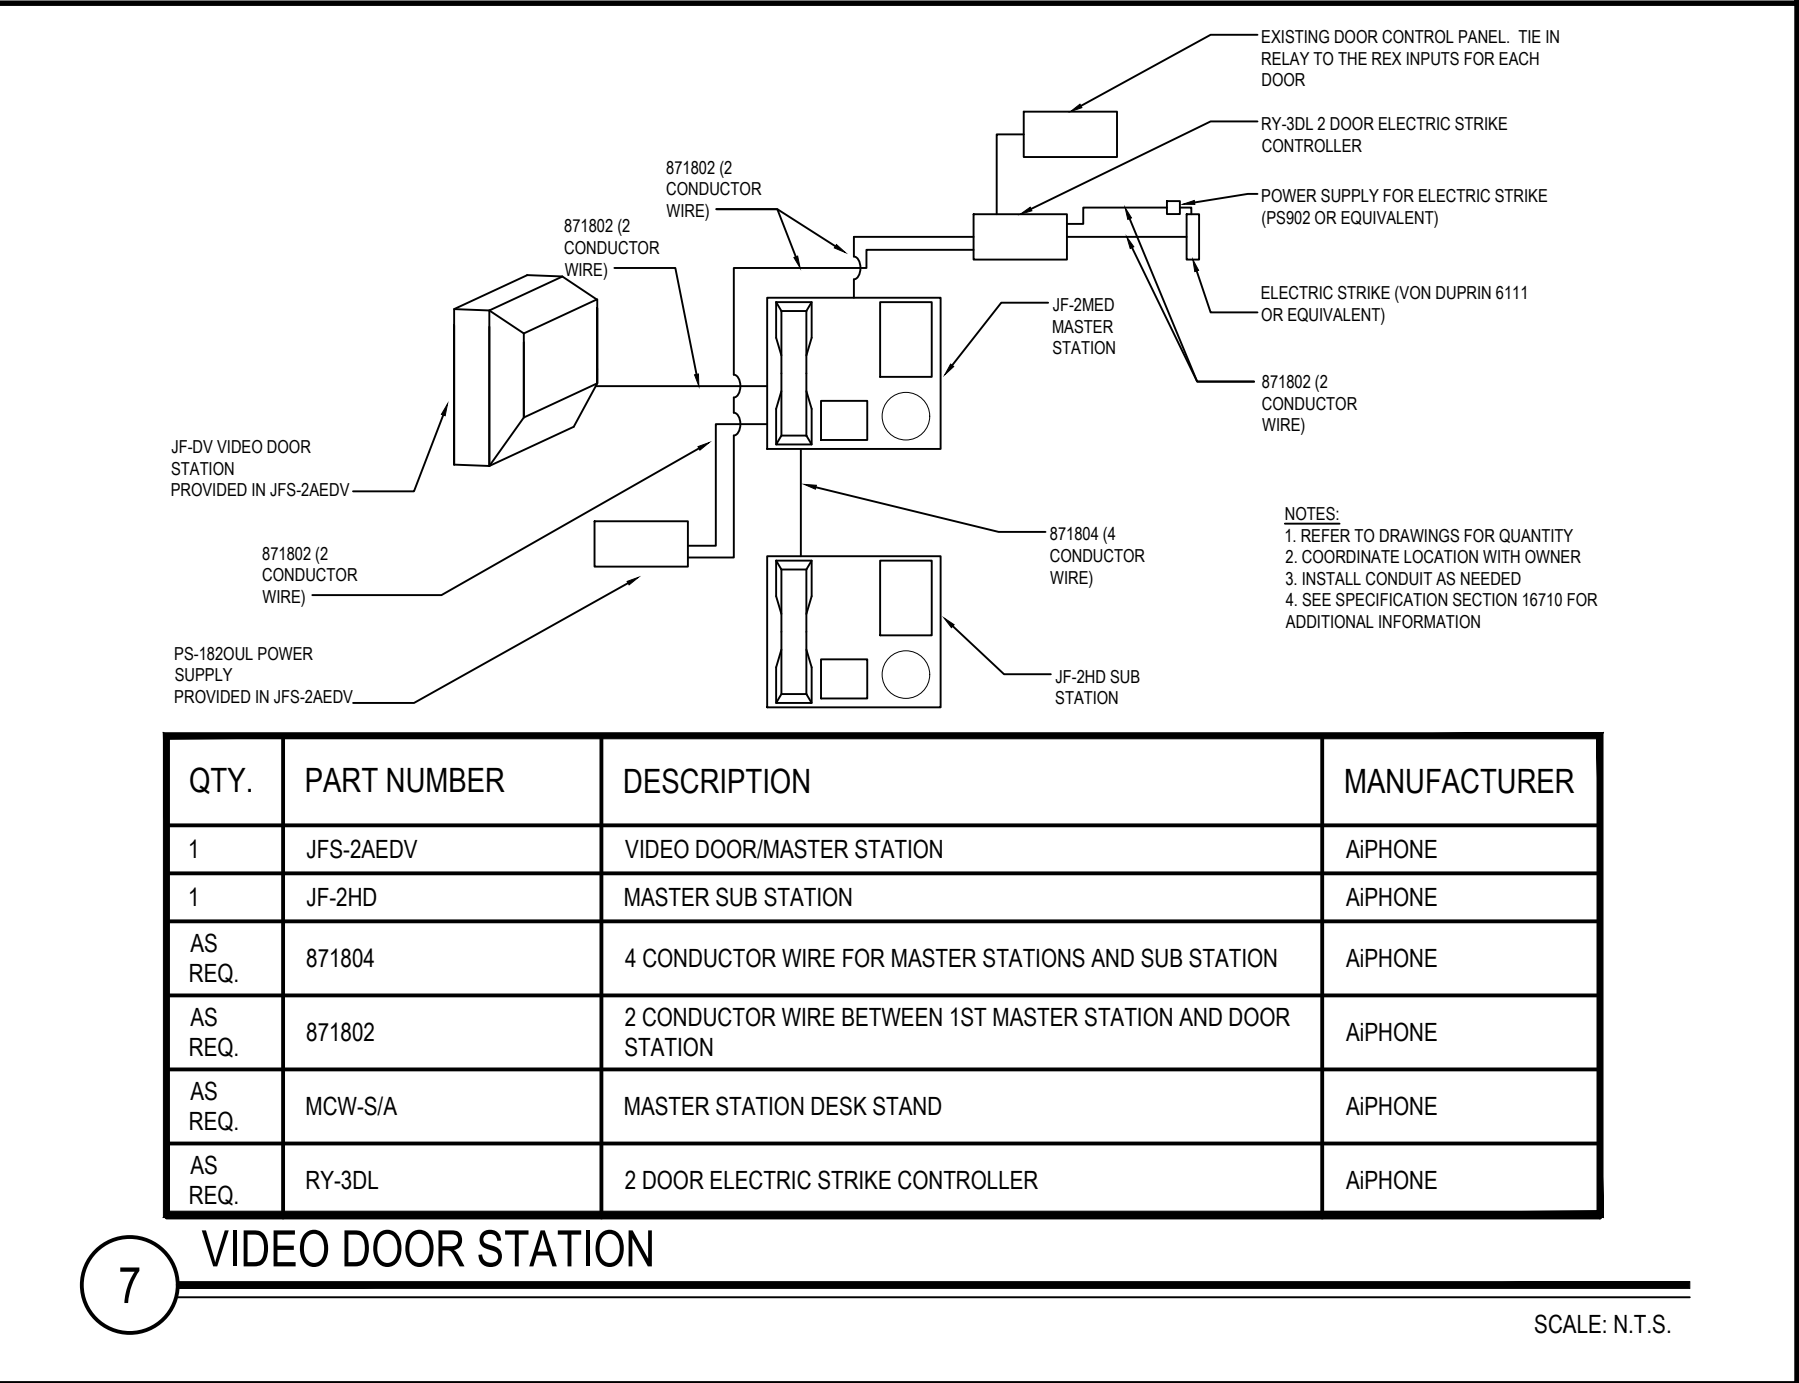 EXISTING DOOR CONTROL PANEL. TIE IN
RELAY TO THE REX INPUTS FOR EACH
DOOR
RY-3DL 2 DOOR ELECTRIC STRIKE
CONTROLLER
871802 (2
CONDUCTOR
WIRE)
POWER SUPPLY FOR ELECTRIC STRIKE
(PS902 OR EQUIVALENT)
871802 (2
CONDUCTOR
WIRE)
ELECTRIC STRIKE (VON DUPRIN 6111
OR EQUIVALENT)
JF-2MED
MASTER
STATION
871802 (2
CONDUCTOR
WIRE)
JF-DV VIDEO DOOR
STATION
PROVIDED IN JFS-2AEDV
871804 (4
CONDUCTOR
WIRE)
NOTES:
1. REFER TO DRAWINGS FOR QUANTITY
2. COORDINATE LOCATION WITH OWNER
3. INSTALL CONDUIT AS NEEDED
4. SEE SPECIFICATION SECTION 16710 FOR
ADDITIONAL INFORMATION
871802 (2
CONDUCTOR
WIRE)
PS-182OUL POWER
SUPPLY
PROVIDED IN JFS-2AEDV
JF-2HD SUB
STATION
QTY. PART NUMBER DESCRIPTION MANUFACTURER
1 JFS-2AEDV VIDEO DOOR/MASTER STATION AiPHONE
1 JF-2HD MASTER SUB STATION AiPHONE
AS
REQ. 871804 4 CONDUCTOR WIRE FOR MASTER STATIONS AND SUB STATION AiPHONE
AS
REQ. 871802 2 CONDUCTOR WIRE BETWEEN 1ST MASTER STATION AND DOOR
STATION AiPHONE
AS
REQ. MCW-S/A MASTER STATION DESK STAND AiPHONE
AS
REQ. RY-3DL 2 DOOR ELECTRIC STRIKE CONTROLLER AiPHONE
7 VIDEO DOOR STATION
SCALE: N.T.S.